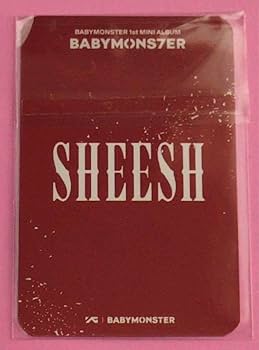 BABYMONSTER 1st MINI ALBUM
BABYMONS7ER
SHEESH
YG | BABYMONSTER